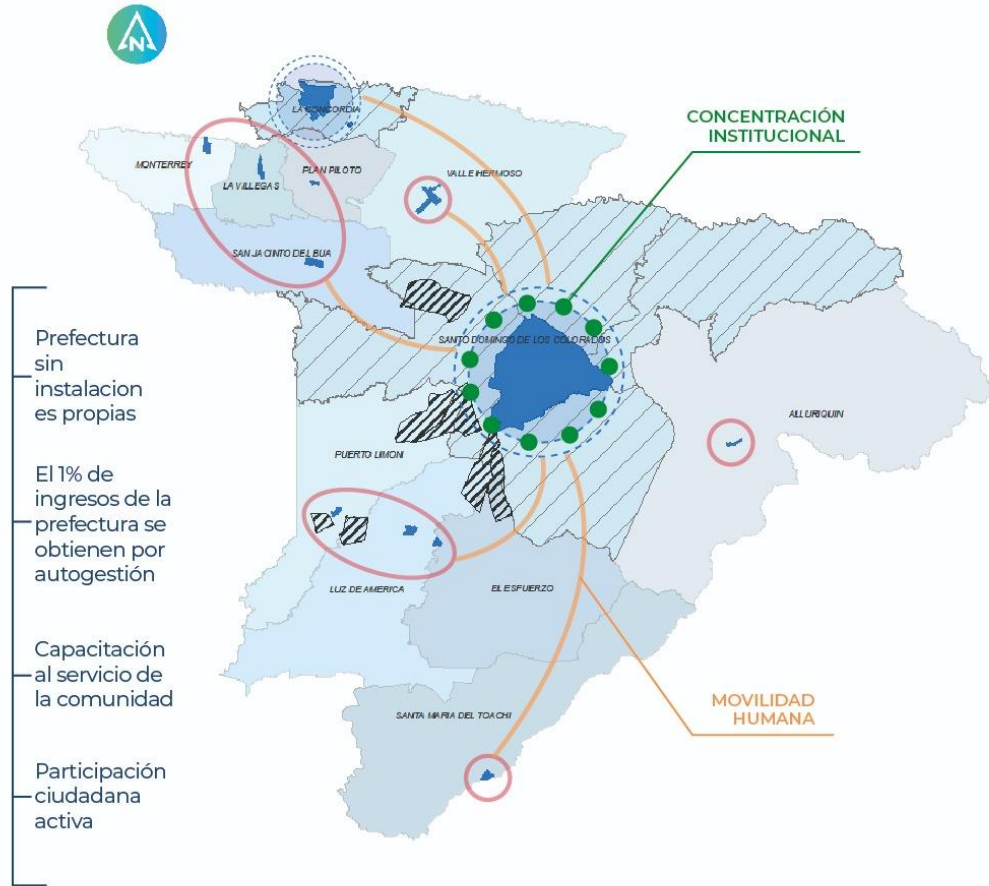 N
LA CONCORDIA
CONCENTRACIÓN
INSTITUCIONAL
MONTERREY
PLAN PILOTO
VALLE HERMOSO
LA VILLEGAS
SAN JACINTO DEL BUA
Prefectura
sin
instalacion
es propias
El 1% de
ingresos de la
prefectura se
obtienen por
autogestión
Capacitación
al servicio de
la comunidad
Participación
ciudadana
activa
SANTO DOMINGO DE LOS COLORADOS
ALLURIQUIN
PUERTO LIMON
LUZ DE AMERICA
EL ESFUERZO
SANTA MARIA DEL TOACHI
MOVILIDAD
HUMANA